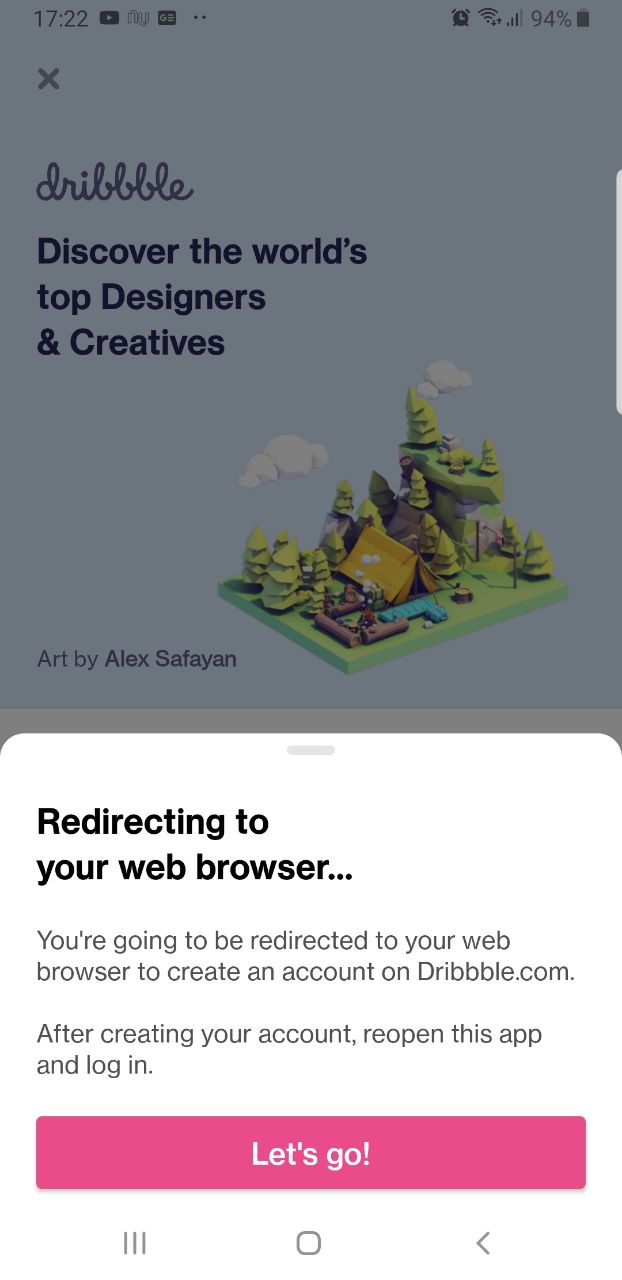 17:22
GE
94%
dribbble
Discover the world’s
top Designers
& Creatives
Art by Alex Safayan
Redirecting to
your web browser...
You're going to be redirected to your web
browser to create an account on Dribbble.com.
After creating your account, reopen this app
and log in.
Let's go!